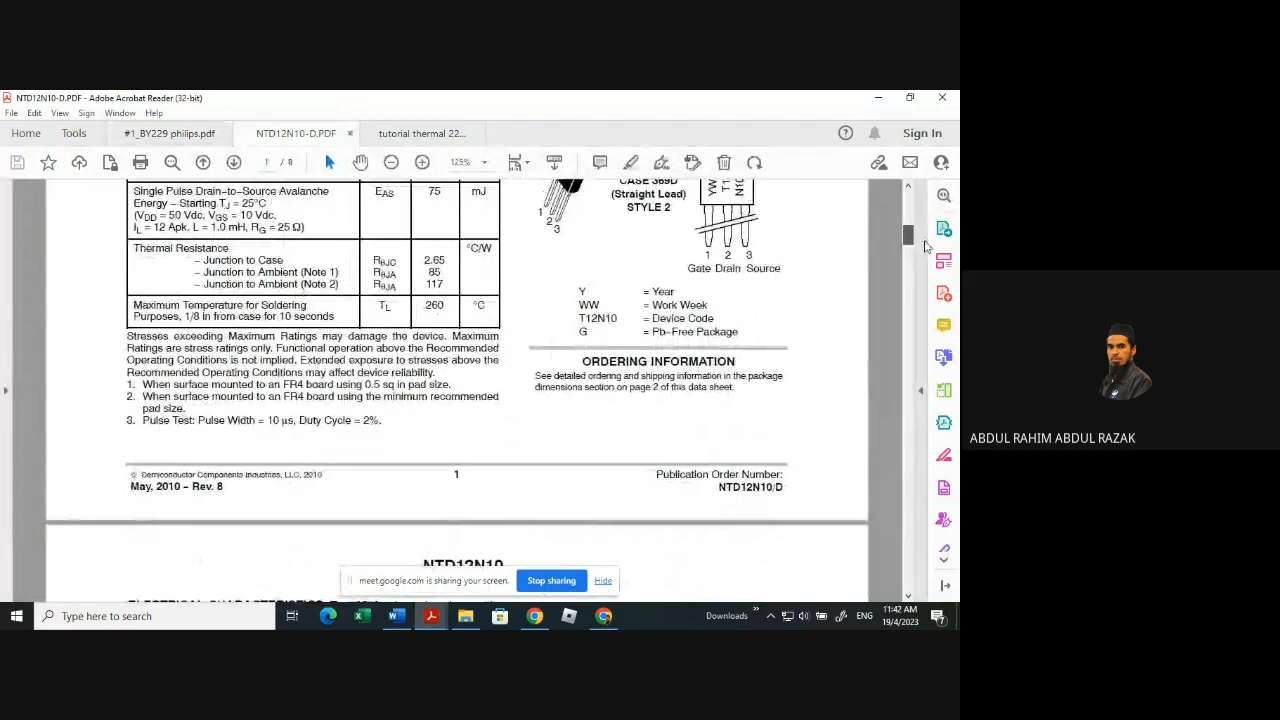 NTD12N10-D.PDF - Adobe Acrobat Reader (32-bit)
File Edit View Sign Window Help
Home Tools #1_BY229 philips.pdf NTD12N10-D.PDF × tutorial thermal 22... Sign In
1 / 8 125%
Single Pulse Drain-to-Source Avalanche EAS 75 mJ
Energy - Starting TJ = 25°C
(VDD = 50 Vdc, VGS = 10 Vdc,
IL = 12 Apk, L = 1.0 mH, RG = 25 Ω)
Thermal Resistance °C/W
- Junction to Case RθJC 2.65
- Junction to Ambient (Note 1) RθJA 85
- Junction to Ambient (Note 2) RθJA 117
Maximum Temperature for Soldering TL 260 °C
Purposes, 1/8 in from case for 10 seconds
Stresses exceeding Maximum Ratings may damage the device. Maximum
Ratings are stress ratings only. Functional operation above the Recommended
Operating Conditions is not implied. Extended exposure to stresses above the
Recommended Operating Conditions may affect device reliability.
1. When surface mounted to an FR4 board using 0.5 sq in pad size.
2. When surface mounted to an FR4 board using the minimum recommended
pad size.
3. Pulse Test: Pulse Width = 10 μs, Duty Cycle = 2%.
CASE 369D
(Straight Lead)
STYLE 2
1
2
3
YW
T1
N10
1 2 3
Gate Drain Source
Y = Year
WW = Work Week
T12N10 = Device Code
G = Pb-Free Package
ORDERING INFORMATION
See detailed ordering and shipping information in the package
dimensions section on page 2 of this data sheet.
© Semiconductor Components Industries, LLC, 2010 1 Publication Order Number:
May, 2010 - Rev. 8 NTD12N10/D
NTD12N10
meet.google.com is sharing your screen. Stop sharing Hide
Type here to search
Downloads ENG
11:42 AM
19/4/2023
ABDUL RAHIM ABDUL RAZAK